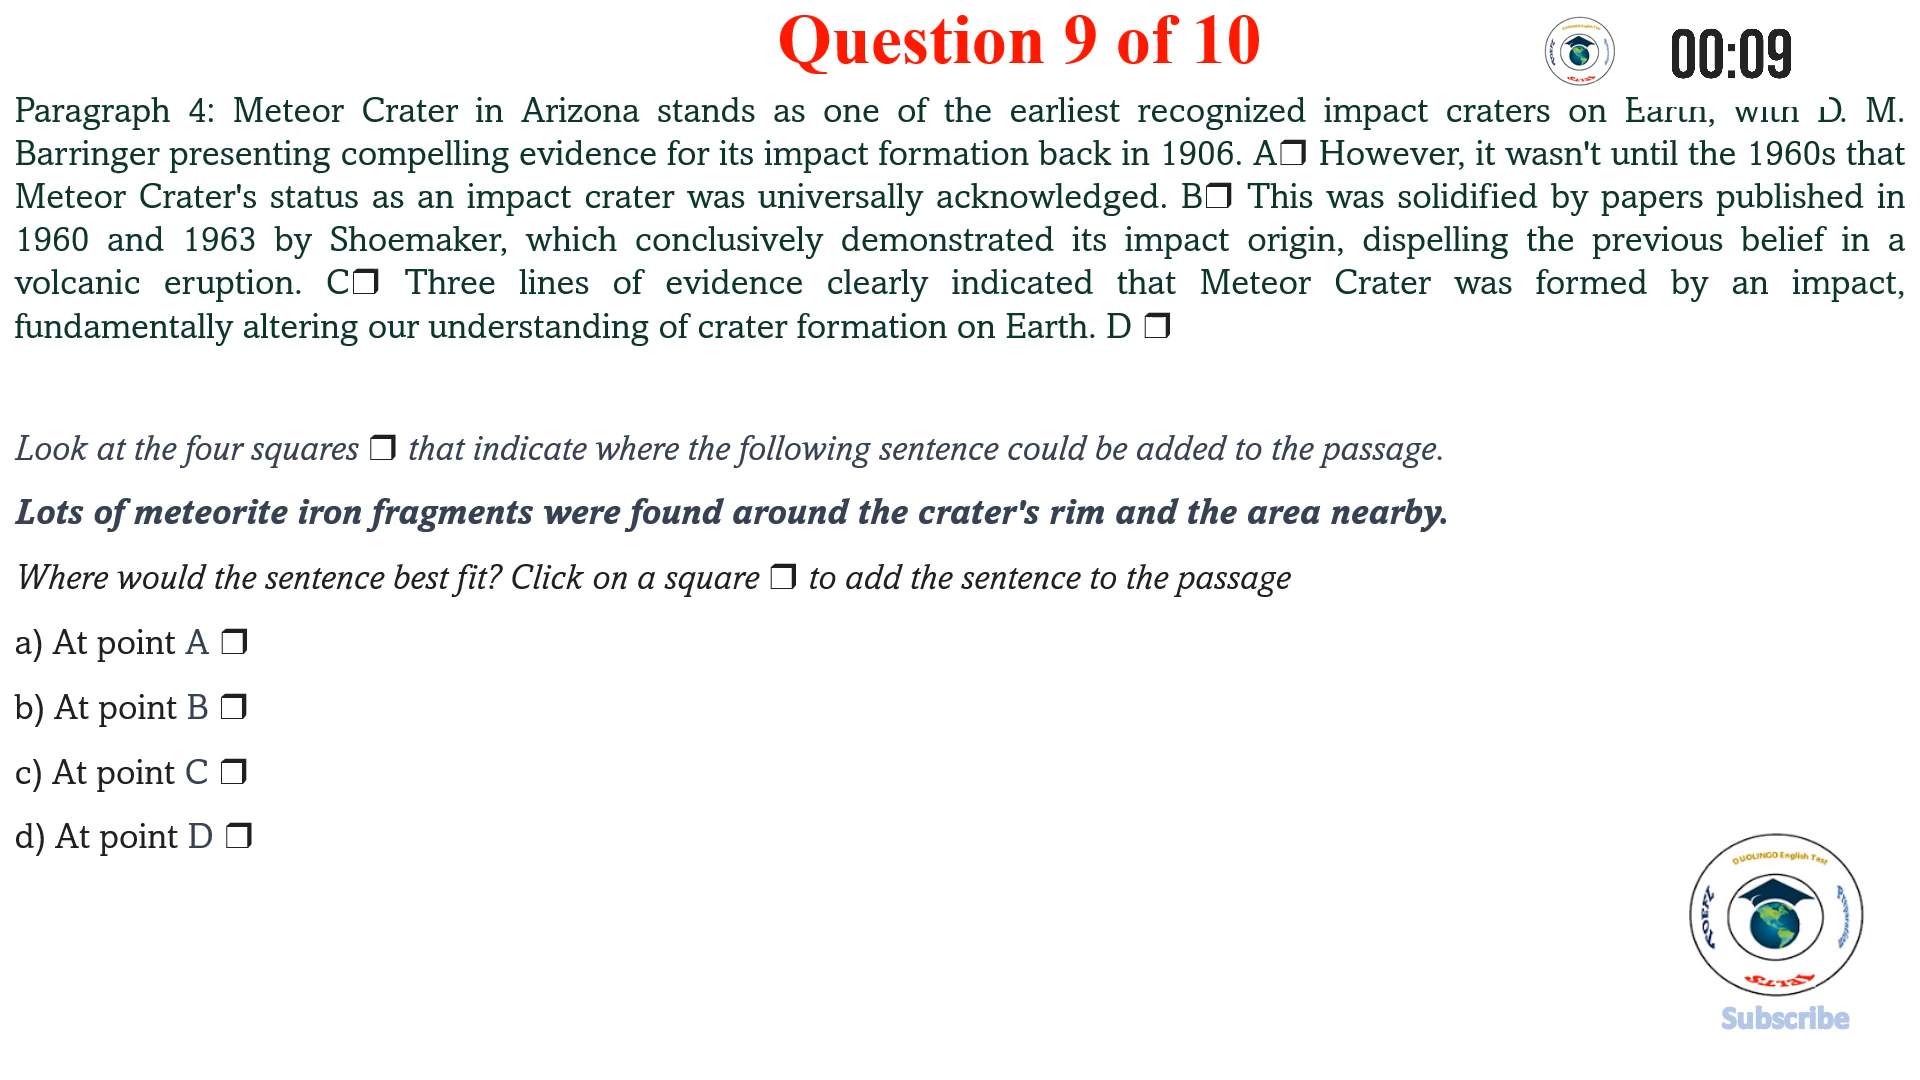 Question 9 of 10
00:09
Paragraph 4: Meteor Crater in Arizona stands as one of the earliest recognized impact craters on Earth, with D. M.
Barringer presenting compelling evidence for its impact formation back in 1906. A❒ However, it wasn't until the 1960s that
Meteor Crater's status as an impact crater was universally acknowledged. B❒ This was solidified by papers published in
1960 and 1963 by Shoemaker, which conclusively demonstrated its impact origin, dispelling the previous belief in a
volcanic eruption. C❒ Three lines of evidence clearly indicated that Meteor Crater was formed by an impact,
fundamentally altering our understanding of crater formation on Earth. D ❒
Look at the four squares ❒ that indicate where the following sentence could be added to the passage.
Lots of meteorite iron fragments were found around the crater's rim and the area nearby.
Where would the sentence best fit? Click on a square ❒ to add the sentence to the passage
a) At point A ❒
b) At point B ❒
c) At point C ❒
d) At point D ❒
DUOLINGO English Test
TOEFL
Preparation
IELTS
Subscribe